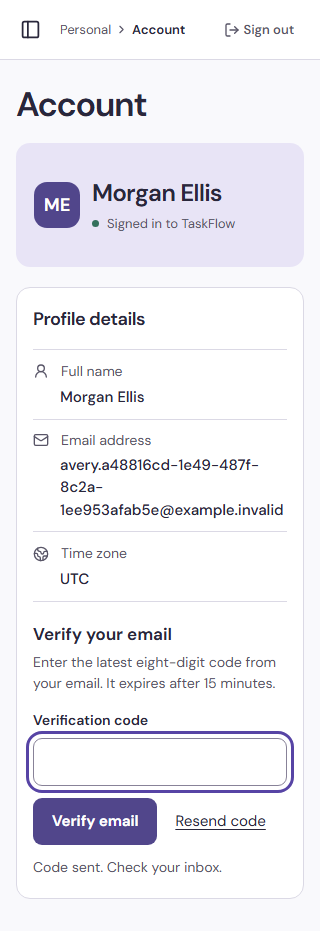 Personal > Account
Sign out
Account
ME
Morgan Ellis
Signed in to TaskFlow
Profile details
Full name
Morgan Ellis
Email address
avery.a48816cd-1e49-487f-
8c2a-
1ee953afab5e@example.invalid
Time zone
UTC
Verify your email
Enter the latest eight-digit code from
your email. It expires after 15 minutes.
Verification code
Verify email
Resend code
Code sent. Check your inbox.